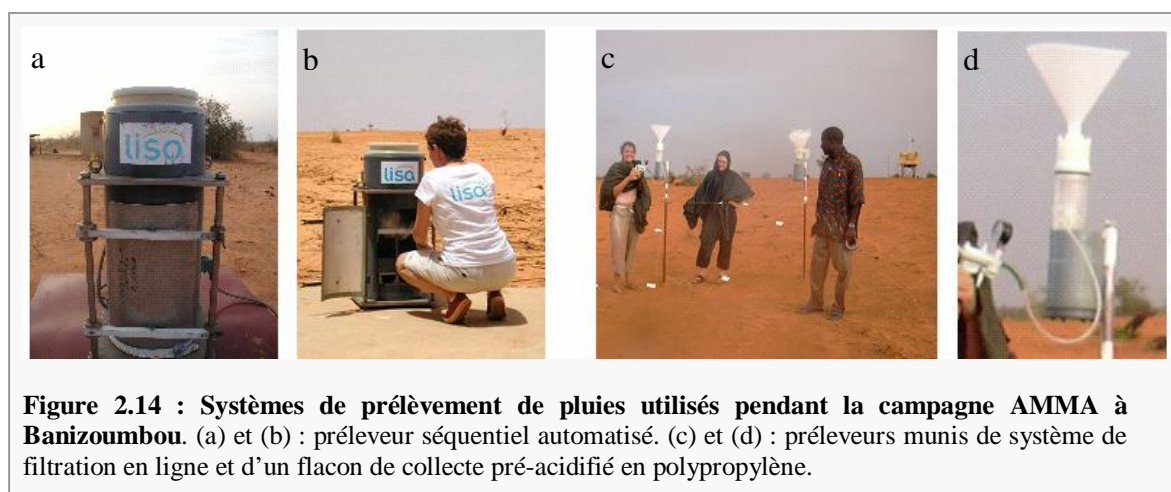 a
b
c
d
lisa
lisa
lisa
Figure 2.14 : Systèmes de prélèvement de pluies utilisés pendant la campagne AMMA à
Banizoumbou. (a) et (b) : préleveur séquentiel automatisé. (c) et (d) : préleveurs munis de système de
filtration en ligne et d’un flacon de collecte pré-acidifié en polypropylène.